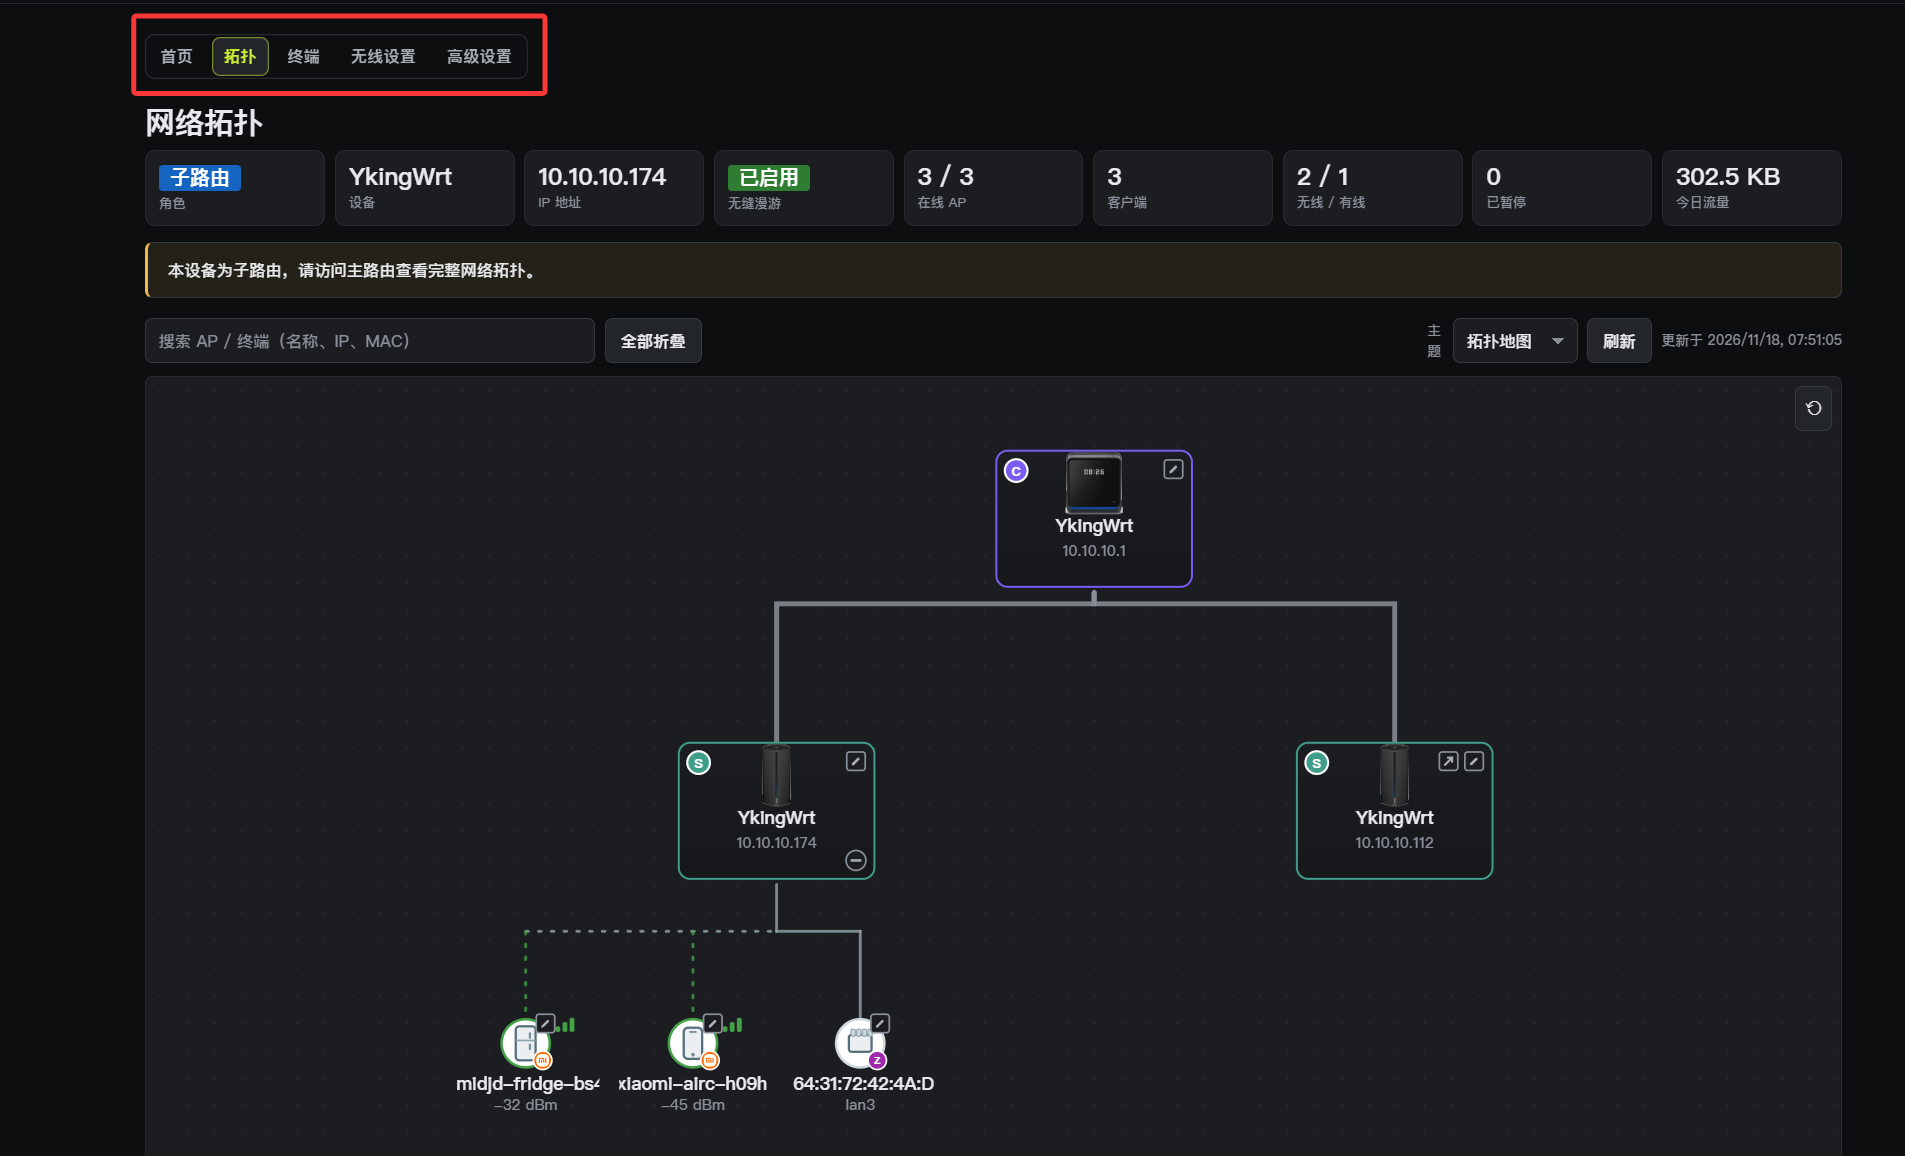 首页 拓扑 终端 无线设置 高级设置
网络拓扑
子路由 YkingWrt 10.10.10.174 已启用 3 / 3 3 2 / 1 0 302.5 KB
角色 设备 IP 地址 无缝漫游 在线 AP 客户端 无线 / 有线 已暂停 今日流量
本设备为子路由，请访问主路由查看完整网络拓扑。
搜索 AP / 终端（名称、IP、MAC） 全部折叠 主题 拓扑地图 刷新 更新于 2026/11/18, 07:51:05
C
08:26
YkingWrt
10.10.10.1
S
YkingWrt
10.10.10.174
S
YkingWrt
10.10.10.112
mi mi Z
midjd-fridge-bs4 xiaomi-airc-h09h 64:31:72:42:4A:D
-32 dBm -45 dBm lan3